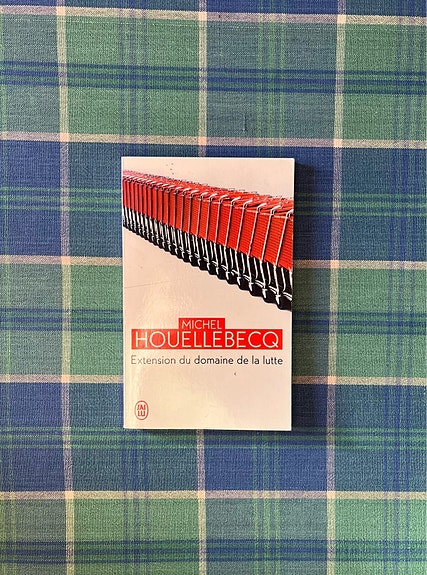 MICHEL
HOUELLEBECQ
Extension du domaine de la lutte
J'AI
LU